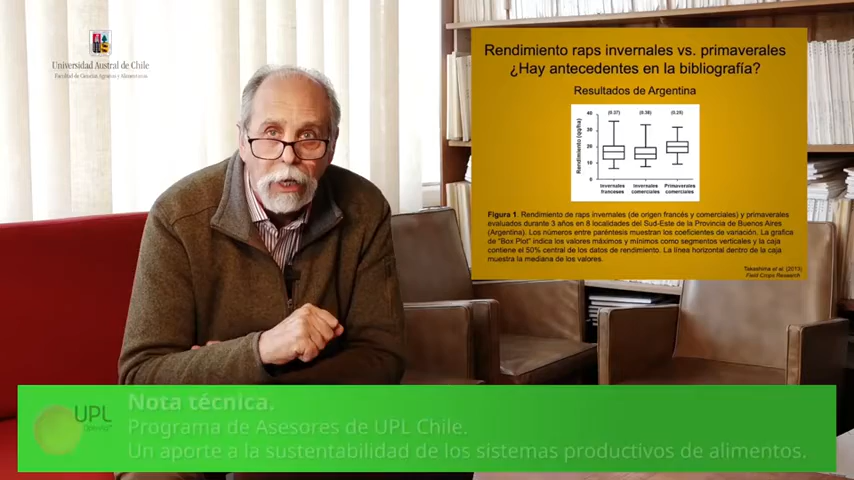 Universidad Austral de Chile
Facultad de Ciencias Agrarias y Alimentarias
Rendimiento raps invernales vs. primaverales
¿Hay antecedentes en la bibliografía?
Resultados de Argentina
Rendimiento (qq/ha)
40
30
20
10
0
(0.37) (0.38) (0.25)
Invernales franceses
Invernales comerciales
Primaverales comerciales
Figura 1. Rendimiento de raps invernales (de origen francés y comerciales) y primaverales
evaluados durante 3 años en 8 localidades del Sud-Este de la Provincia de Buenos Aires
(Argentina). Los números entre paréntesis muestran los coeficientes de variación. La grafica
de "Box Plot" indica los valores máximos y mínimos como segmentos verticales y la caja
contiene el 50% central de los datos de rendimiento. La línea horizontal dentro de la caja
muestra la mediana de los valores.
Takashima et al. (2013)
Field Crops Research
UPL
Nota técnica.
Programa de Asesores de UPL Chile.
Un aporte a la sustentabilidad de los sistemas productivos de alimentos.